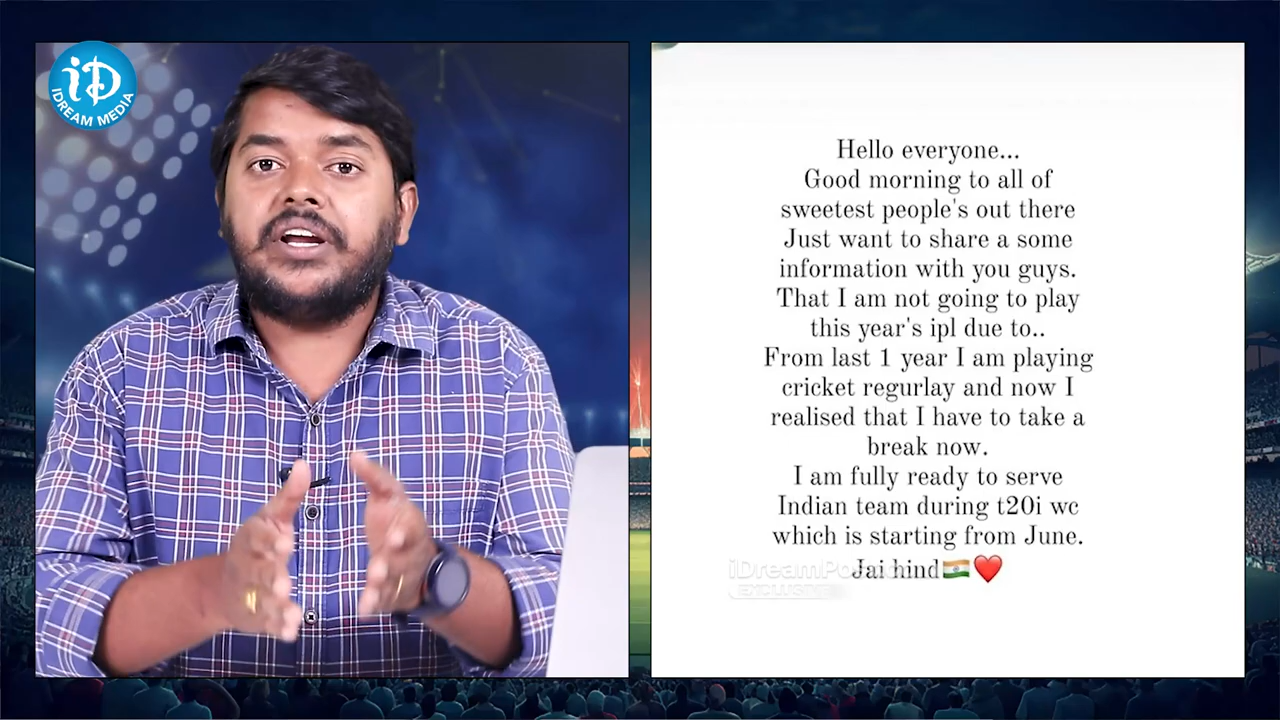 iD
IDREAM MEDIA
Hello everyone...
Good morning to all of
sweetest people's out there
Just want to share a some
information with you guys.
That I am not going to play
this year's ipl due to..
From last 1 year I am playing
cricket regurlay and now I
realised that I have to take a
break now.
I am fully ready to serve
Indian team during t20i wc
which is starting from June.
Jai hind🇮🇳❤️